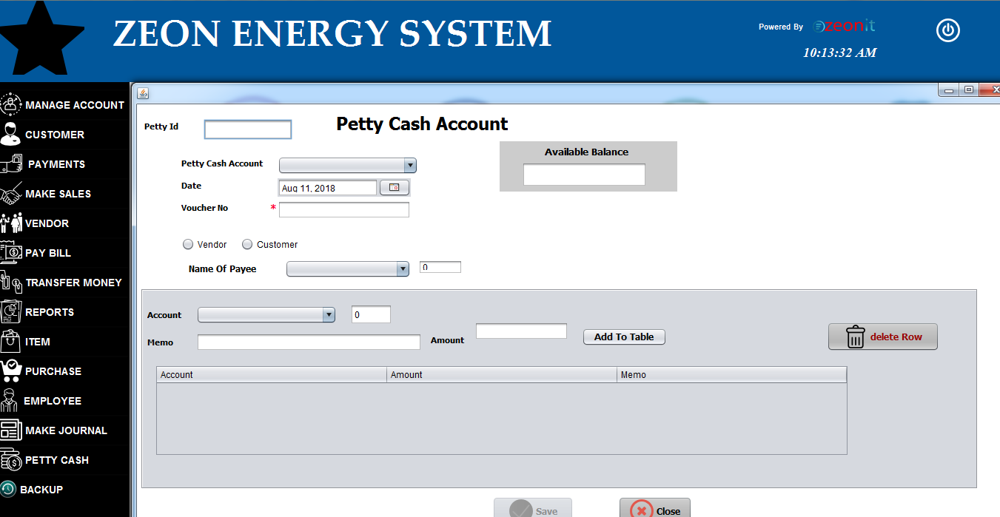 ZEON ENERGY SYSTEM
Powered By zeonit
10:13:32 AM
MANAGE ACCOUNT
CUSTOMER
PAYMENTS
MAKE SALES
VENDOR
PAY BILL
TRANSFER MONEY
REPORTS
ITEM
PURCHASE
EMPLOYEE
MAKE JOURNAL
PETTY CASH
BACKUP
Petty Id
Petty Cash Account
Available Balance
Petty Cash Account
Date Aug 11, 2018
Voucher No *
Vendor Customer
Name Of Payee 0
Account 0
Memo Amount Add To Table delete Row
Account Amount Memo
Save Close